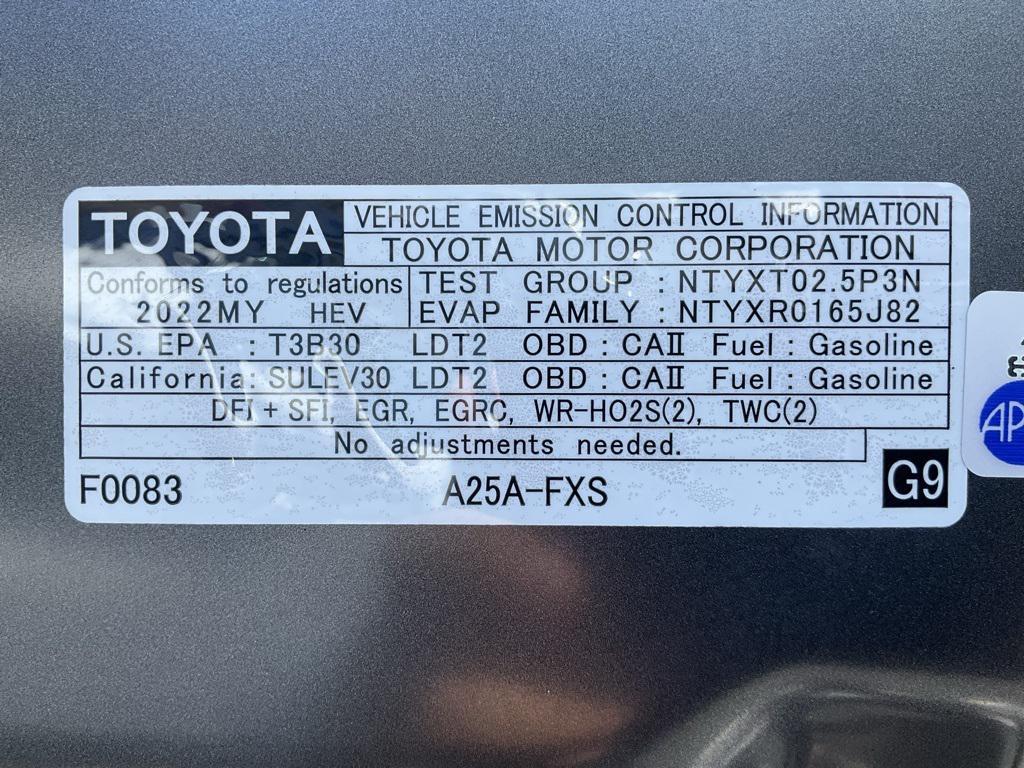 TOYOTA VEHICLE EMISSION CONTROL INFORMATION
TOYOTA MOTOR CORPORATION
Conforms to regulations TEST GROUP : NTYXT02.5P3N
2022MY HEV EVAP FAMILY : NTYXR0165J82
U.S. EPA : T3B30 LDT2 OBD : CAII Fuel : Gasoline
California: SULEV30 LDT2 OBD : CAII Fuel : Gasoline
DFI + SFI, EGR, EGRC, WR-HO2S(2), TWC(2)
No adjustments needed.
F0083 A25A-FXS G9